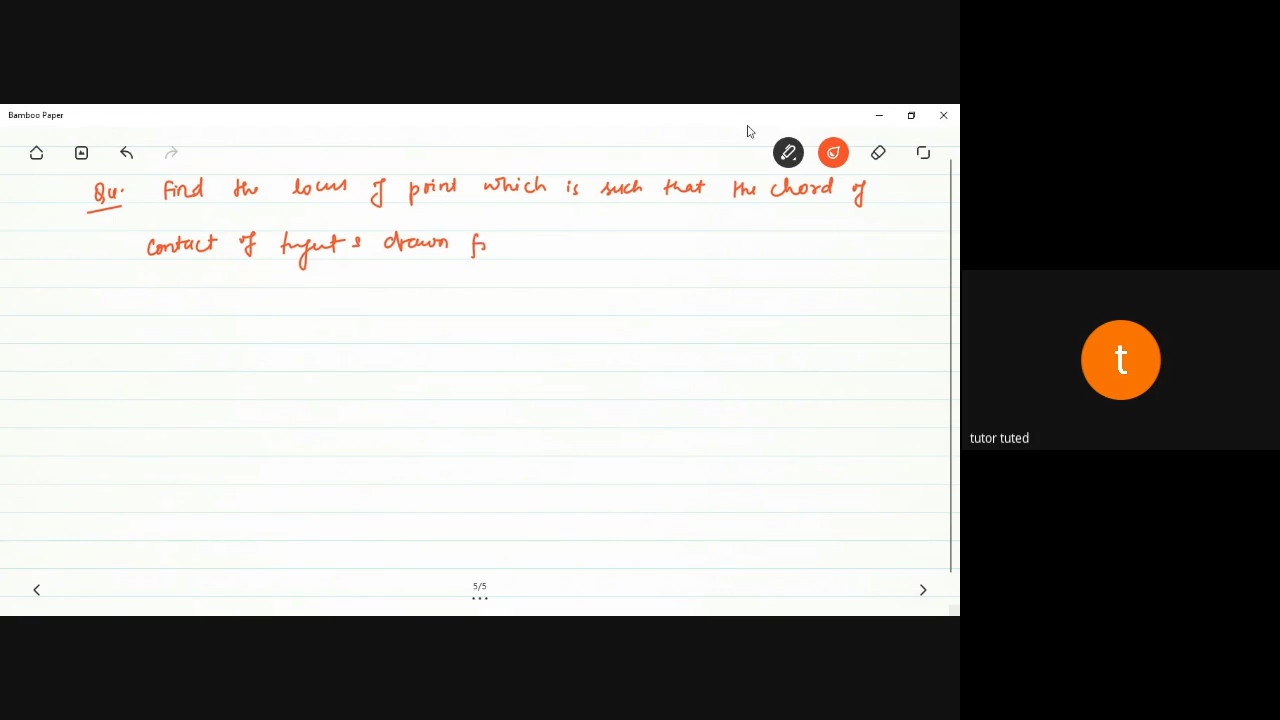 Bamboo Paper
Qu. Find the locus of point which is such that the chord of
contact of tangents drawn
5/5
t
tutor tuted